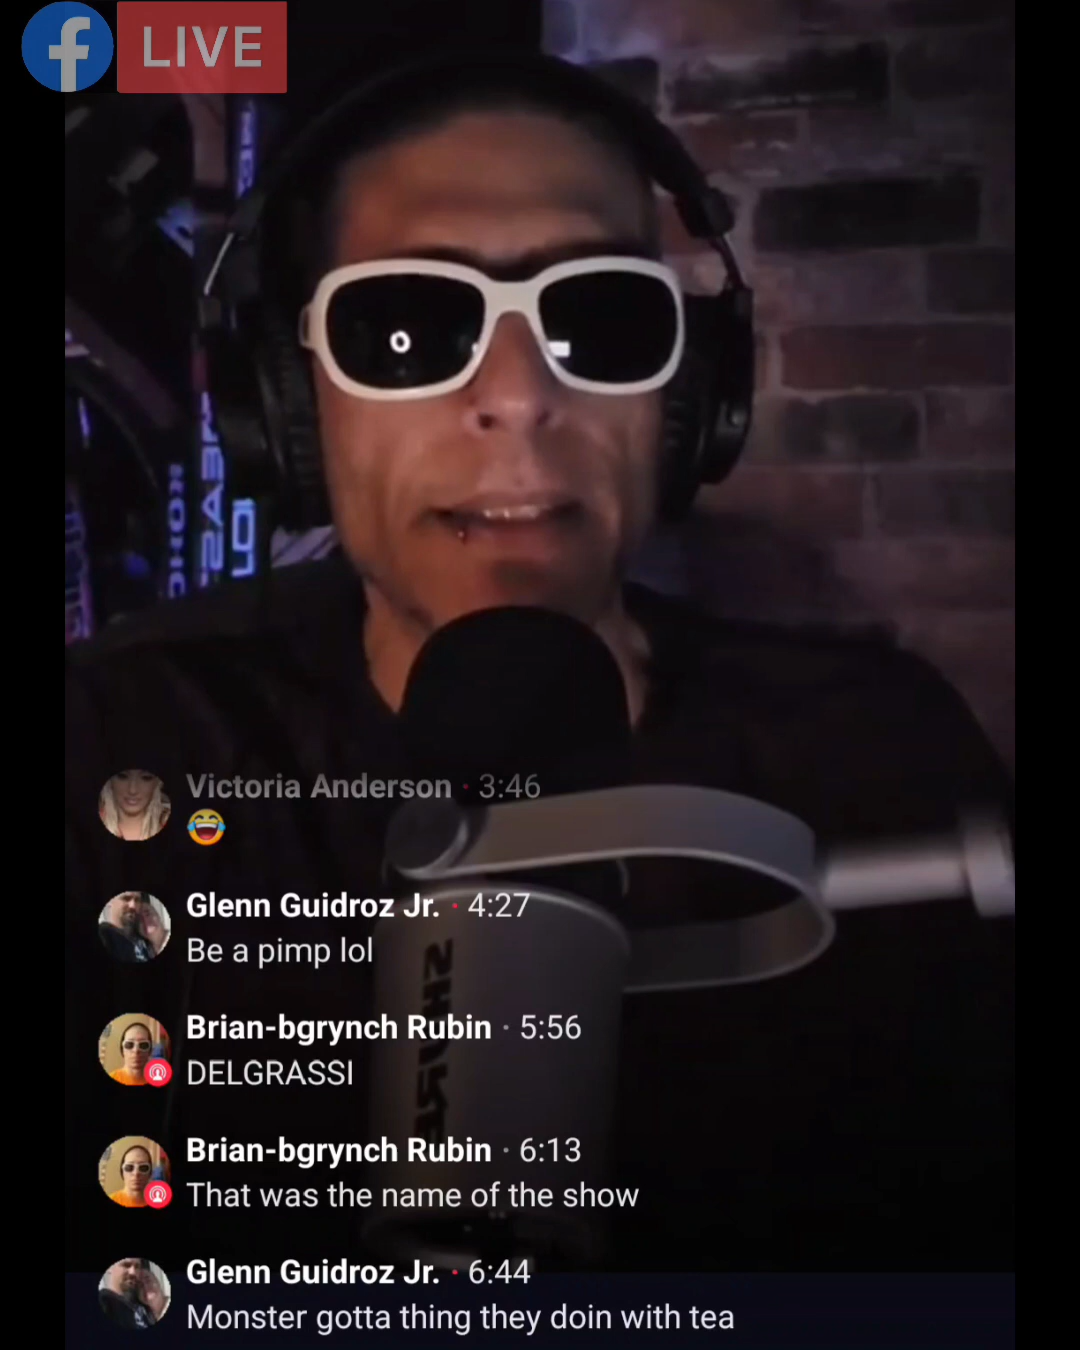 LIVE
Victoria Anderson · 3:46
😂
Glenn Guidroz Jr. · 4:27
Be a pimp lol
Brian-bgrynch Rubin · 5:56
DELGRASSI
Brian-bgrynch Rubin · 6:13
That was the name of the show
Glenn Guidroz Jr. · 6:44
Monster gotta thing they doin with tea
SHURE